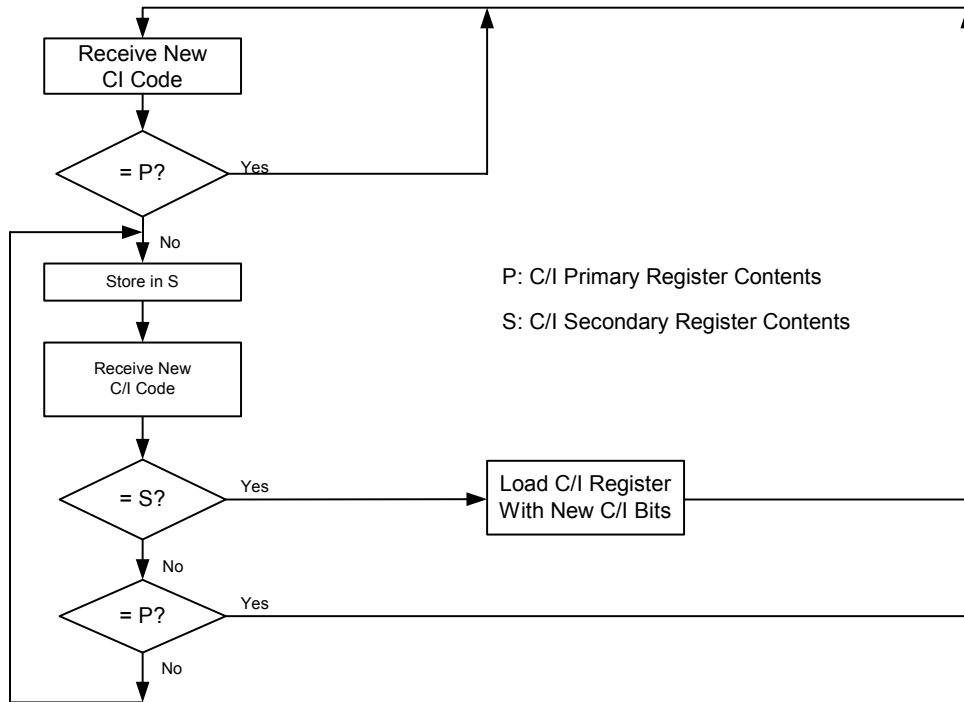 Receive New
CI Code
= P?
Yes
No
Store in S
P: C/I Primary Register Contents
S: C/I Secondary Register Contents
Receive New
C/I Code
= S?
Yes
Load C/I Register
With New C/I Bits
No
= P?
Yes
No